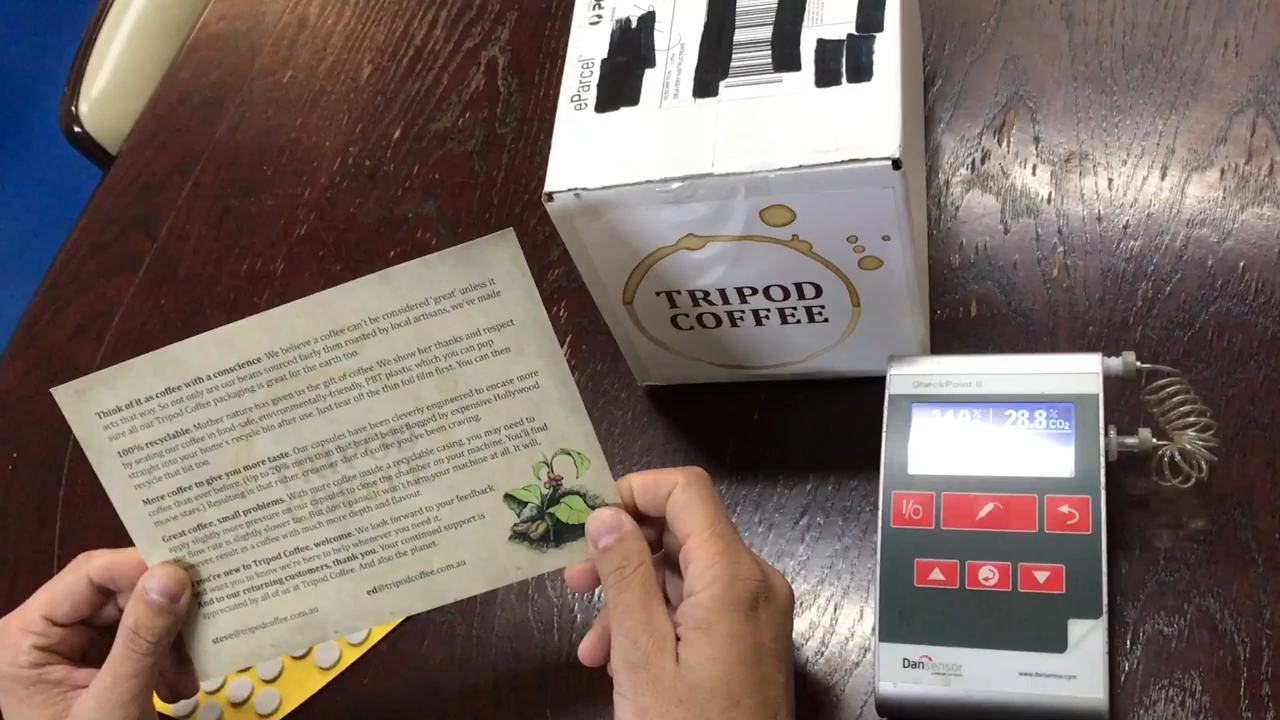 eParcel
DELIVERY INSTRUCTIONS
TRIPOD
COFFEE
Think of it as coffee with a conscience. We believe a coffee can't be considered 'great' unless it
acts that way. So not only are our beans sourced fairly then roasted by local artisans, we've made
sure all our Tripod Coffee packaging is great for the earth too.
100% recyclable. Mother nature has given us the gift of coffee. We show her thanks and respect
by sealing our coffee in food-safe, environmentally-friendly, PBT plastic which you can pop
straight into your home's recycle bin after use. Just tear off the thin foil film first. You can then
recycle that bit too.
More coffee to give you more taste. Our capsules have been cleverly engineered to encase more
coffee than ever before. (Up to 20% more than that brand being flogged by expensive Hollywood
movie stars.) Resulting in that richer, creamier shot of coffee you've been craving.
Great coffee, small problems. With more coffee inside a recyclable casing, you may need to
apply slightly more pressure on our capsules to close the chamber on your machine. You'll find
flow rate is slightly slower too. But don't panic. It won't harm your machine at all. It will,
however, result in a coffee with much more depth and flavour.
you're new to Tripod Coffee, welcome. We look forward to your feedback
and want you to know we're here to help whenever you need it.
And to our returning customers, thank you. Your continued support is
appreciated by all of us at Tripod Coffee. And also the planet.
steve@tripodcoffee.com.au ed@tripodcoffee.com.au
CheckPoint II
% 28.8% CO2
I/O
Dansensor
www.dansensor.com